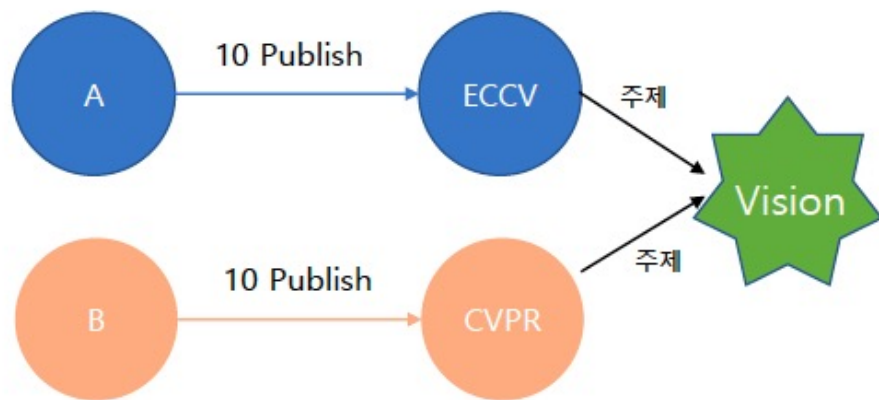 10 Publish
A
ECCV
주제
Vision
10 Publish
주제
B
CVPR